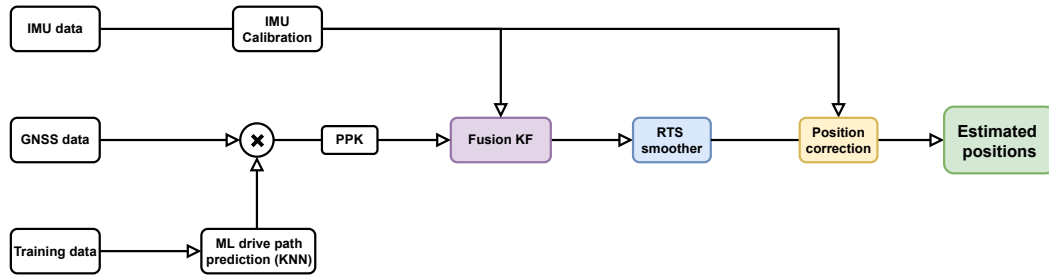 IMU data
IMU
Calibration
GNSS data
PPK
Fusion KF
RTS
smoother
Position
correction
Estimated
positions
Training data
ML drive path
prediction (KNN)